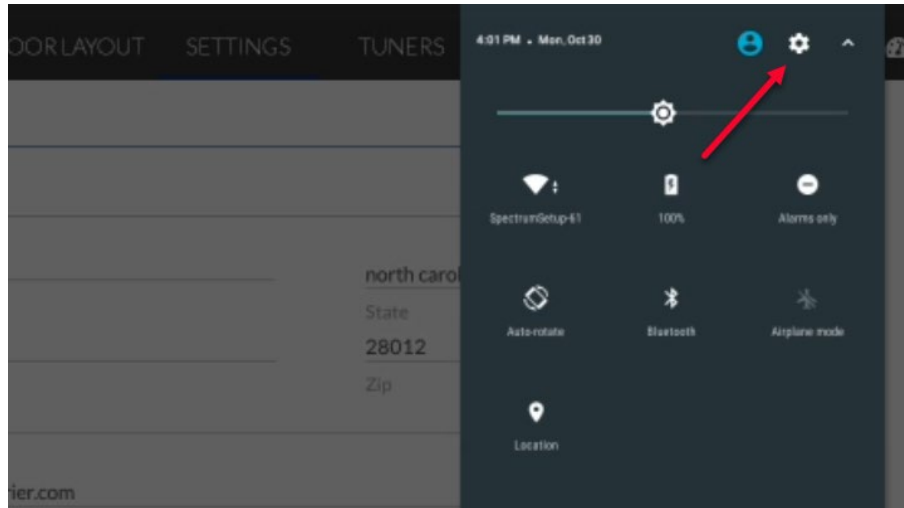 OOR LAYOUT SETTINGS TUNERS
4:01 PM • Mon, Oct 30
SpectrumSetup-61
100%
Alarms only
north carol
State
Auto-rotate
Bluetooth
Airplane mode
28012
Zip
Location
rier.com